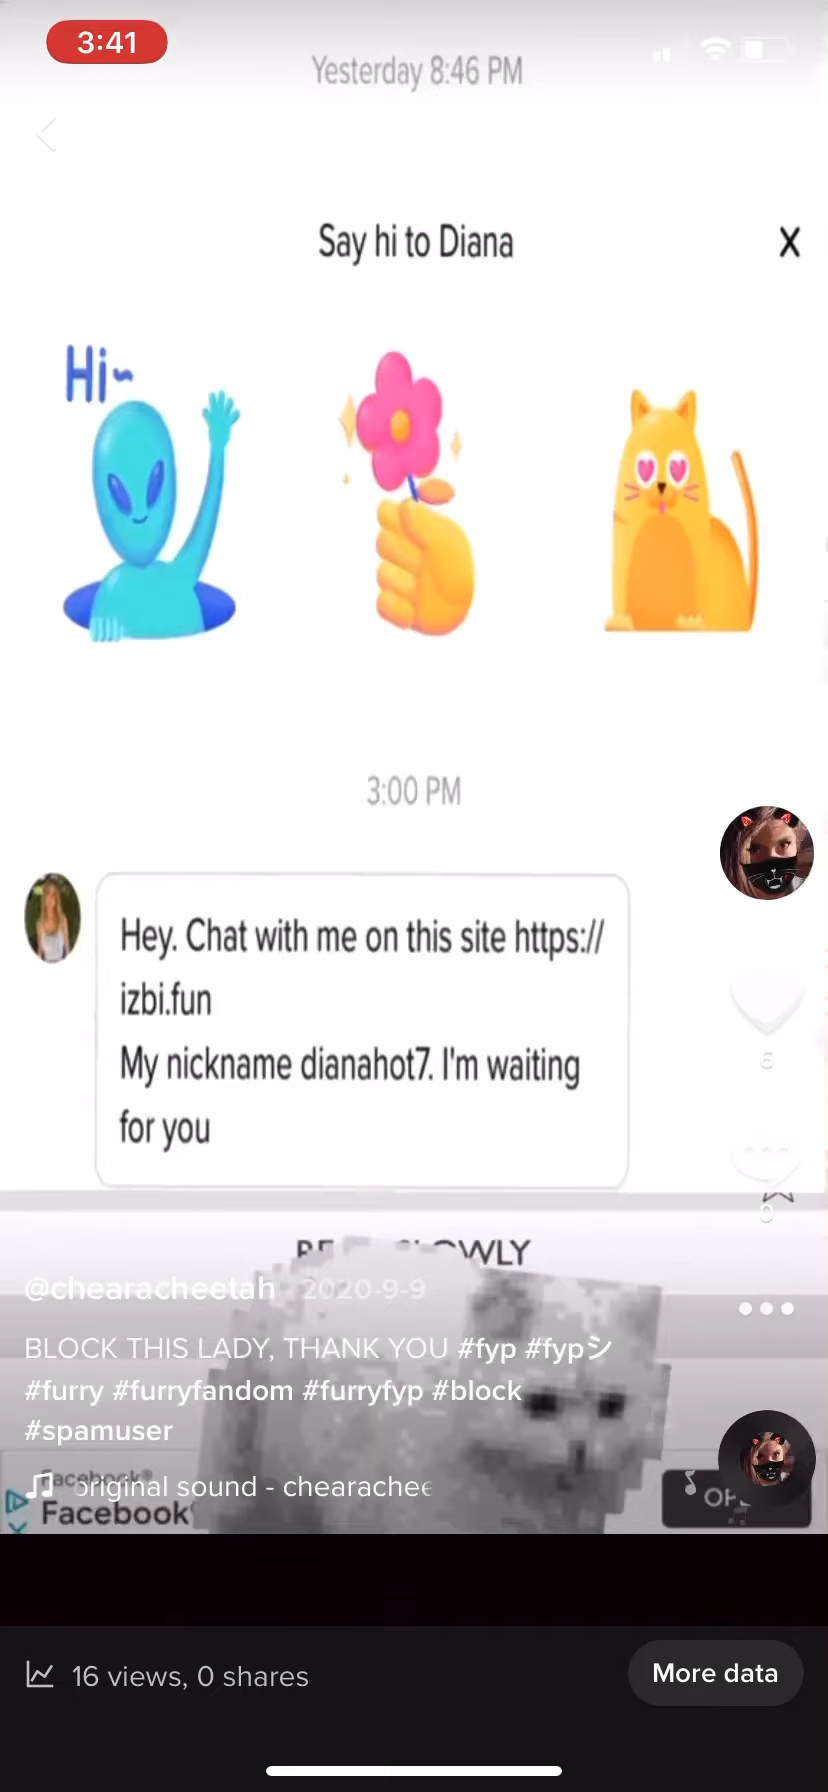 3:41
Yesterday 8:46 PM
Say hi to Diana
X
Hi~
3:00 PM
Hey. Chat with me on this site https://
izbi.fun
My nickname dianahot7. I'm waiting
for you
6
0
@chearacheetah 2020-9-9
BLOCK THIS LADY, THANK YOU #fyp #fypシ
#furry #furryfandom #furryfyp #block
#spamuser
Facebook®
original sound - chearachee
Facebook
16 views, 0 shares
More data